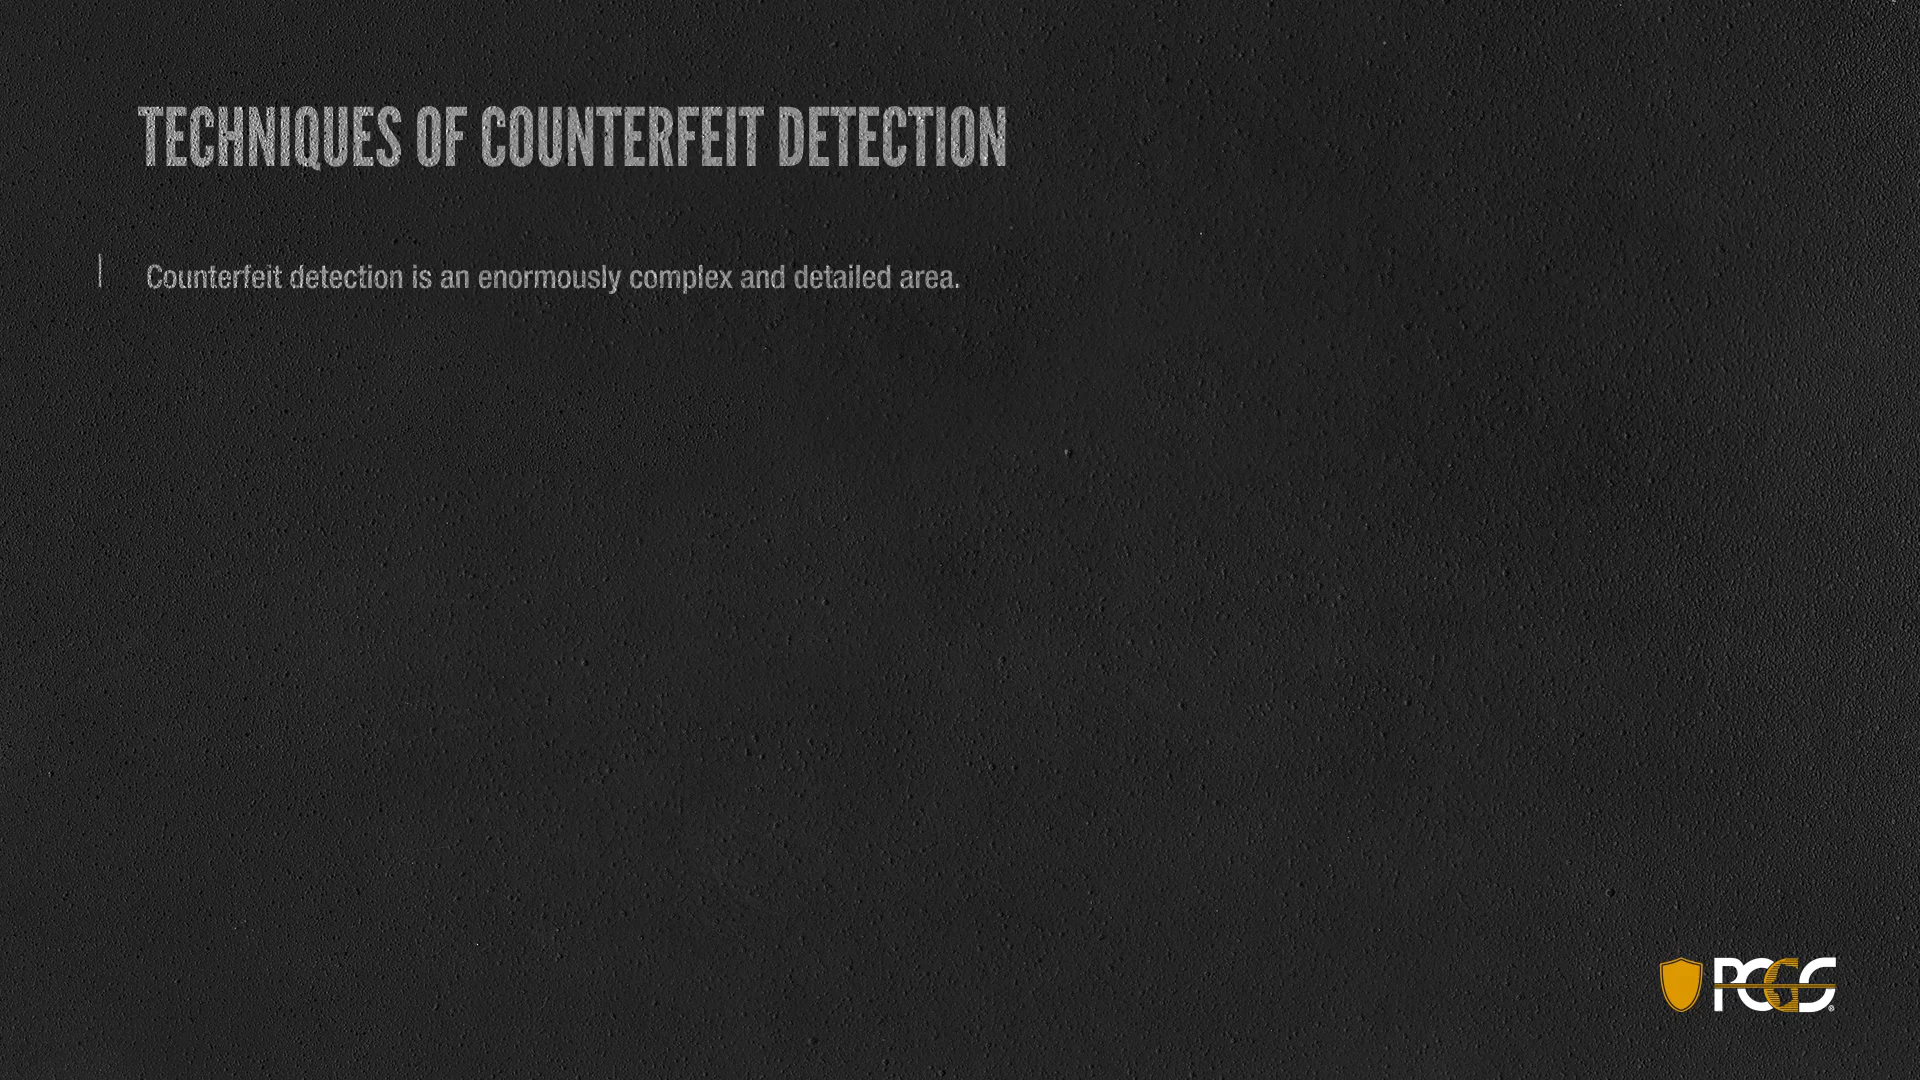 TECHNIQUES OF COUNTERFEIT DETECTION
Counterfeit detection is an enormously complex and detailed area.
PCGS